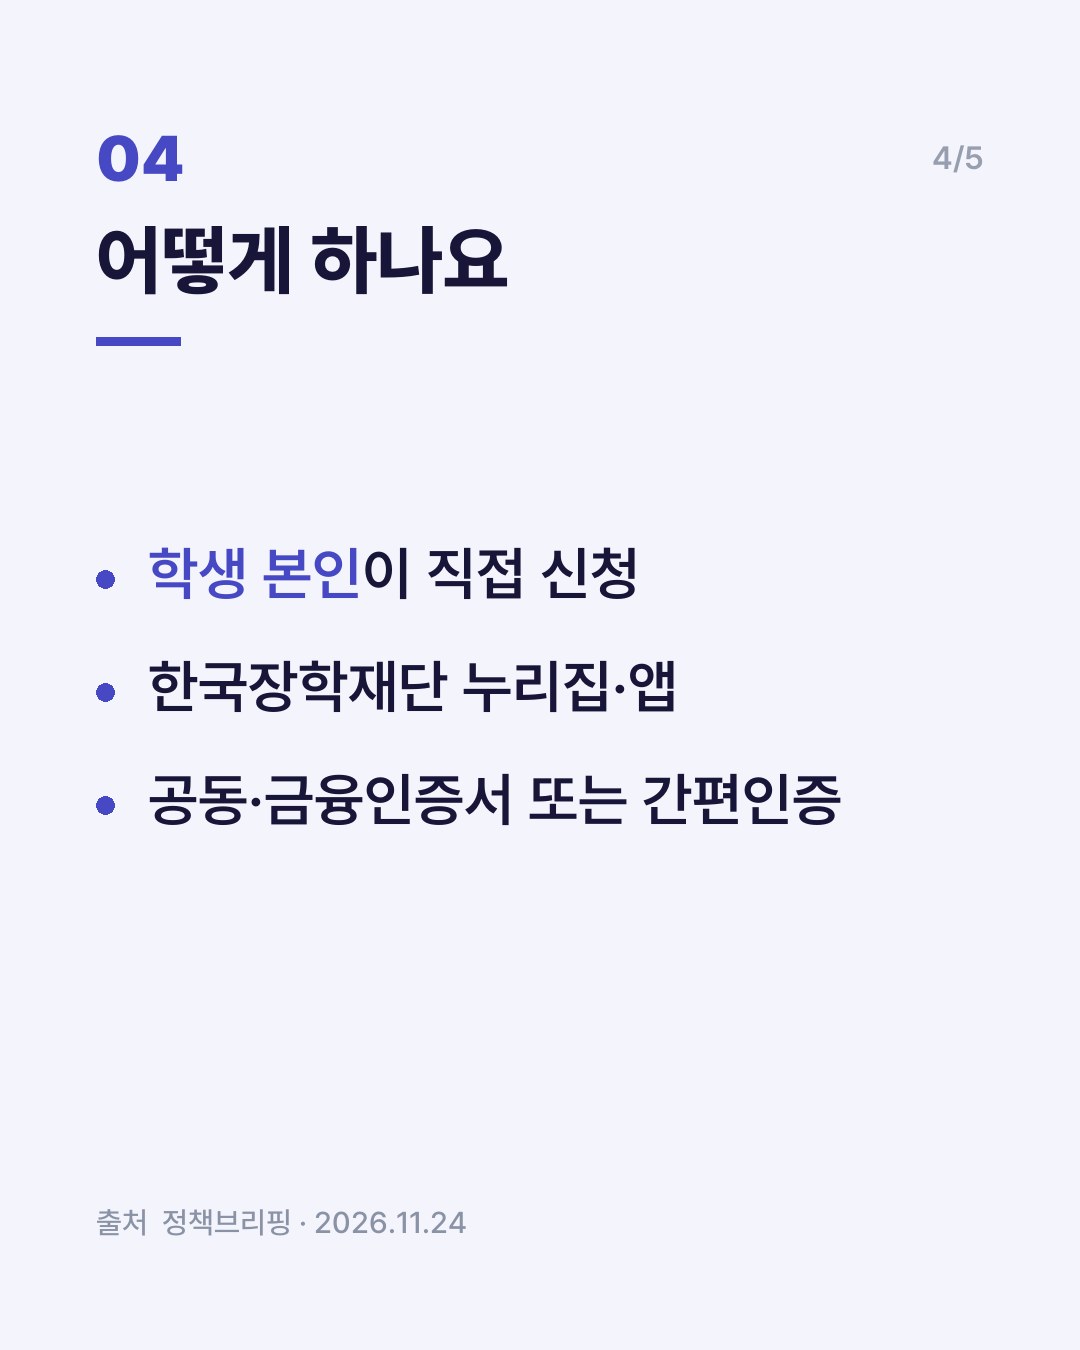 04
4/5
어떻게 하나요
• 학생 본인이 직접 신청
• 한국장학재단 누리집·앱
• 공동·금융인증서 또는 간편인증
출처 정책브리핑 · 2026.11.24